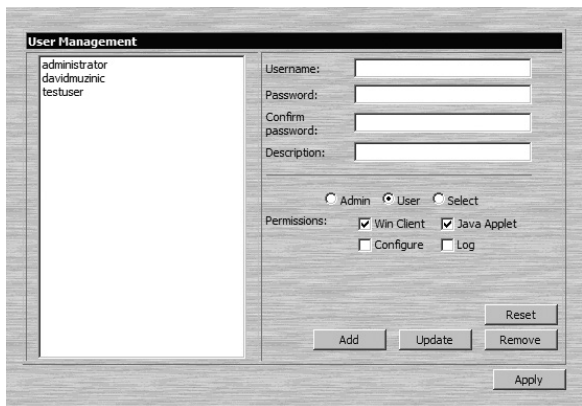 User Management
administrator
davidmuzinic
testuser
Username:
Password:
Confirm
password:
Description:
Admin User Select
Permissions: Win Client Java Applet
Configure Log
Reset
Add Update Remove
Apply